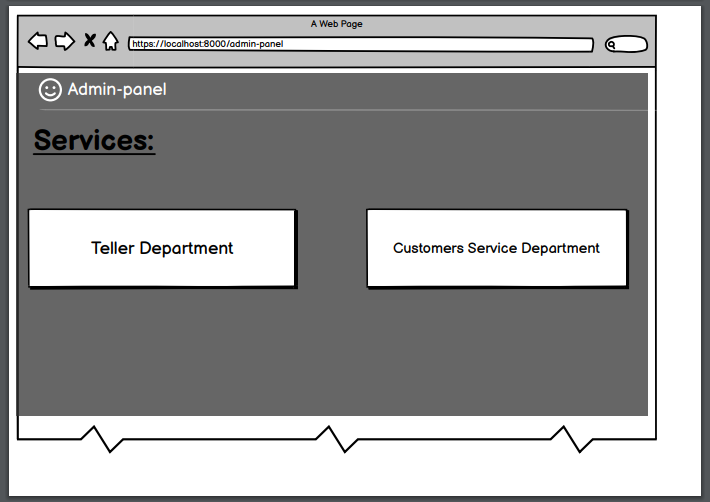 A Web Page
https://localhost:8000/admin-panel
Admin-panel
Services:
Teller Department
Customers Service Department